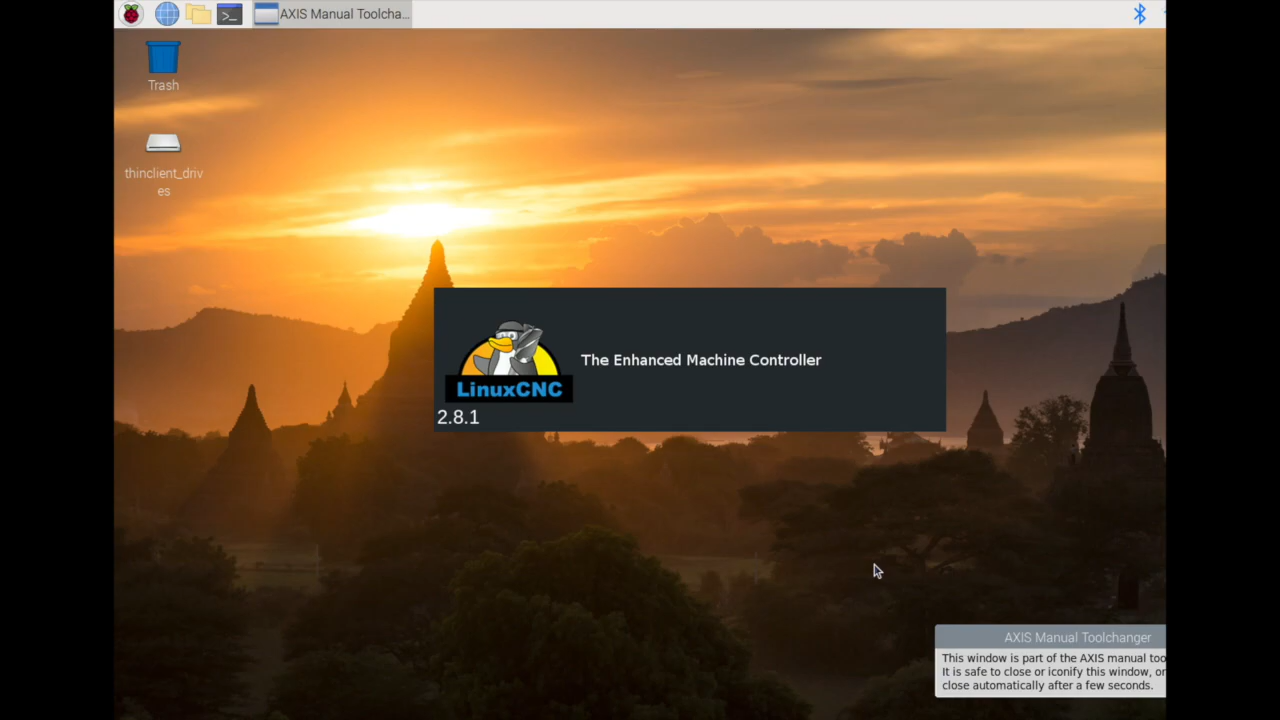 AXIS Manual Toolcha...
Trash
thinclient_driv
es
The Enhanced Machine Controller
LinuxCNC
2.8.1
AXIS Manual Toolchanger
This window is part of the AXIS manual too
It is safe to close or iconify this window, or
close automatically after a few seconds.